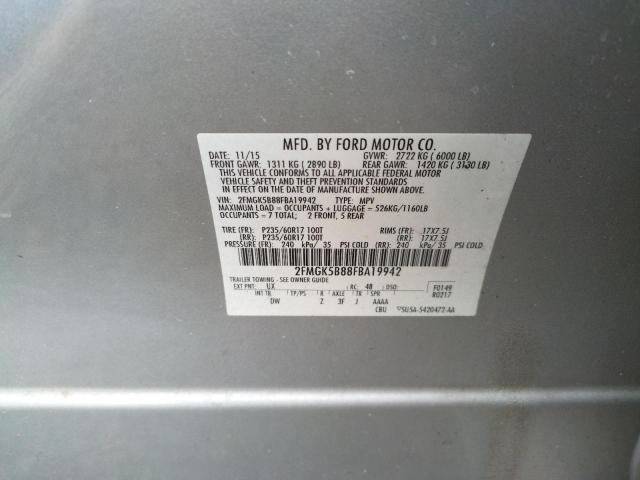 MFD. BY FORD MOTOR CO.
DATE: 11/15 GVWR: 2722 KG ( 6000 LB)
FRONT GAWR: 1311 KG ( 2890 LB) REAR GAWR: 1420 KG ( 3130 LB)
THIS VEHICLE CONFORMS TO ALL APPLICABLE FEDERAL MOTOR
VEHICLE SAFETY AND THEFT PREVENTION STANDARDS
IN EFFECT ON THE DATE OF MANUFACTURE SHOWN ABOVE.
VIN: 2FMGK5B88FBA19942 TYPE: MPV
MAXIMUM LOAD = OCCUPANTS + LUGGAGE = 526KG/1160LB
OCCUPANTS = 7 TOTAL; 2 FRONT, 5 REAR
TIRE (FR): P235/60R17 100T RIMS (FR): 17X7.5J
(RR): P235/60R17 100T (RR): 17X7.5J
PRESSURE (FR): 240 kPa/ 35 PSI COLD (RR): 240 kPa/ 35 PSI COLD
2FMGK5B88FBA19942
TRAILER TOWING - SEE OWNER GUIDE
EXT PNT: UX RC: 48 DSO: F0149
R0217
INT TR TP/PS R AXLE TR SPR
DW Z 3F J AAAA
CBU 5U5A-5420472-AA